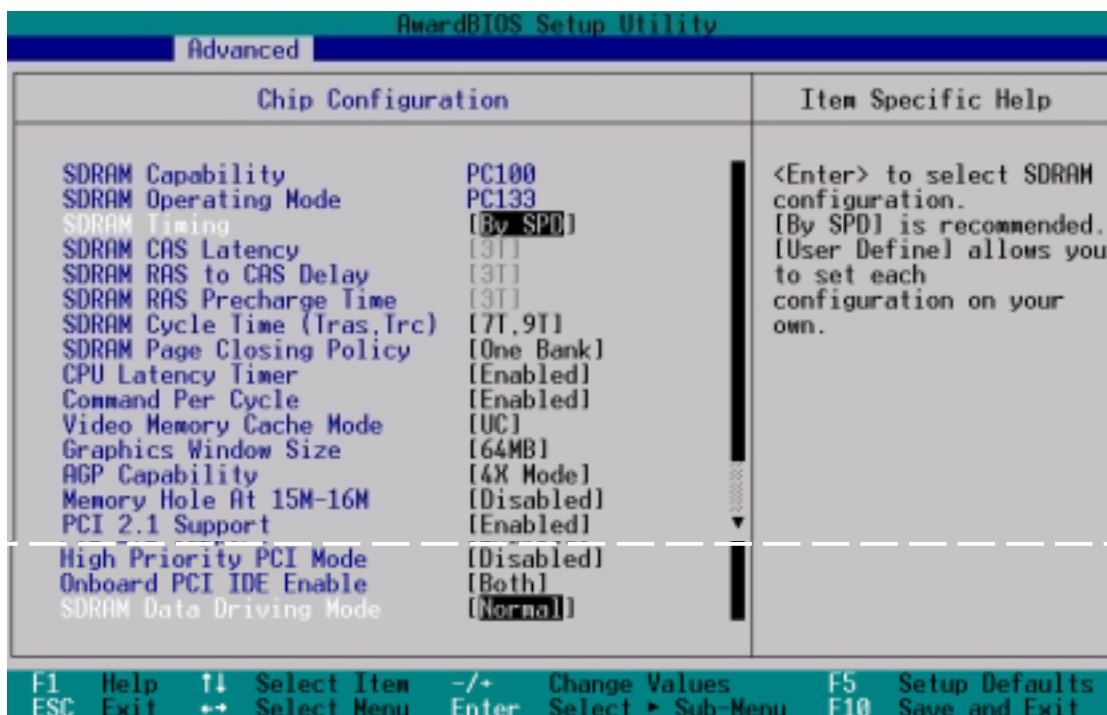 AwardBIOS Setup Utility
Advanced
Chip Configuration
Item Specific Help
SDRAM Capability PC100
SDRAM Operating Mode PC133
SDRAM Timing [By SPD]
SDRAM CAS Latency [3T]
SDRAM RAS to CAS Delay [3T]
SDRAM RAS Precharge Time [3T]
SDRAM Cycle Time (Tras,Trc) [7T,9T]
SDRAM Page Closing Policy [One Bank]
CPU Latency Timer [Enabled]
Command Per Cycle [Enabled]
Video Memory Cache Mode [UC]
Graphics Window Size [64MB]
AGP Capability [4X Mode]
Memory Hole At 15M-16M [Disabled]
PCI 2.1 Support [Enabled]
High Priority PCI Mode [Disabled]
Onboard PCI IDE Enable [Both]
SDRAM Data Driving Mode [Normal]
<Enter> to select SDRAM
configuration.
[By SPD] is recommended.
[User Define] allows you
to set each
configuration on your
own.
F1 Help ↑↓ Select Item -/+ Change Values F5 Setup Defaults
ESC Exit ←→ Select Menu Enter Select ► Sub-Menu F10 Save and Exit